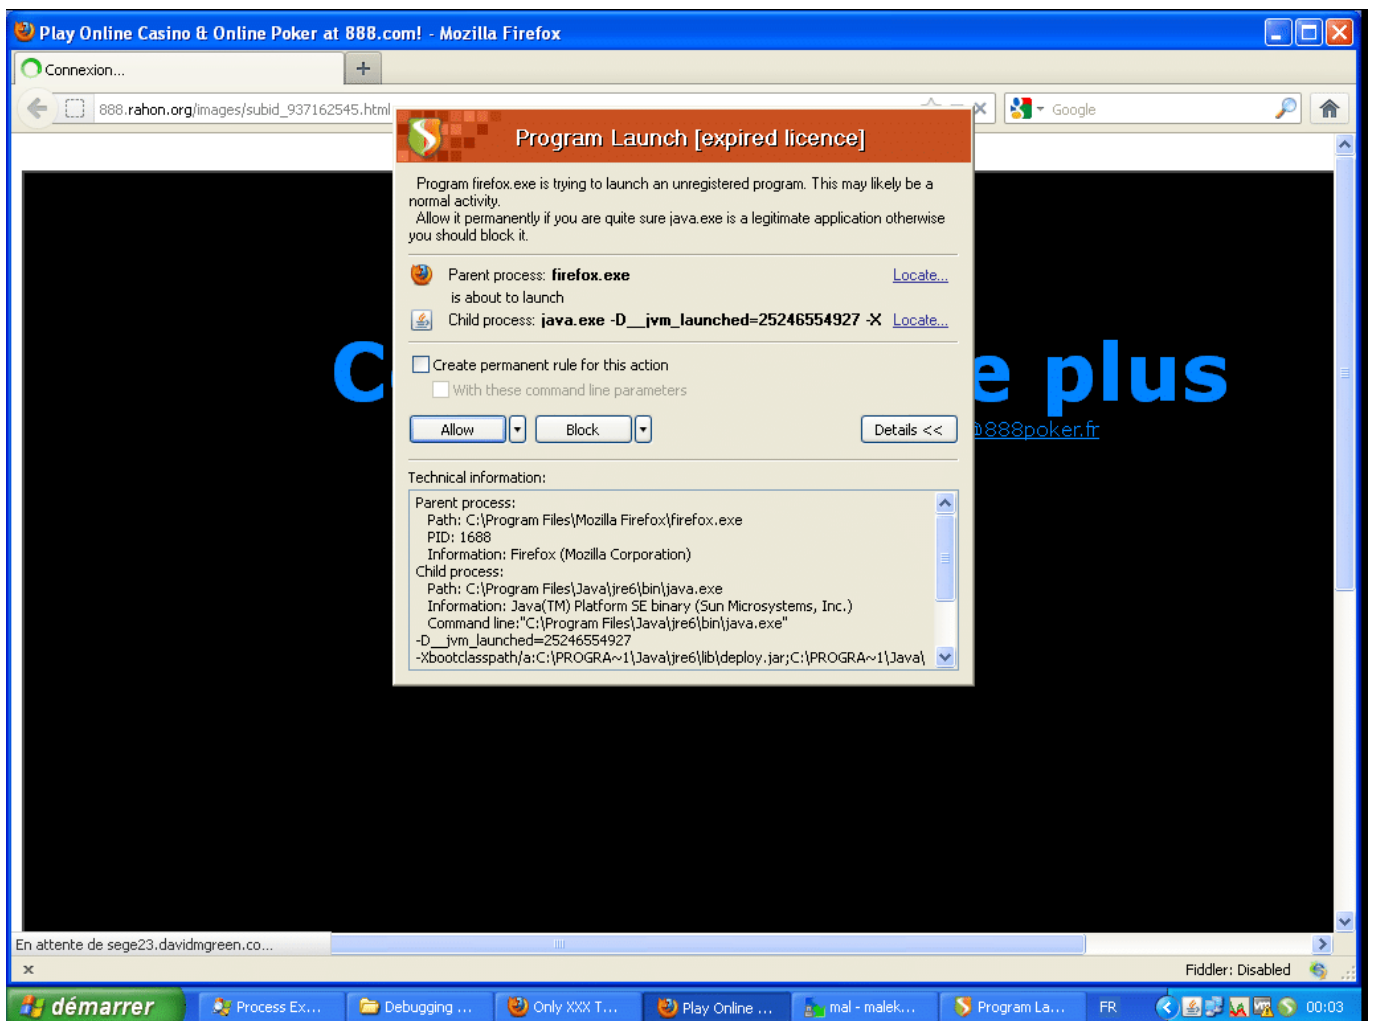 Play Online Casino & Online Poker at 888.com! - Mozilla Firefox
Connexion...
888.rahon.org/images/subid_937162545.html
Google
Program Launch [expired licence]
Program firefox.exe is trying to launch an unregistered program. This may likely be a
normal activity.
Allow it permanently if you are quite sure java.exe is a legitimate application otherwise
you should block it.
Parent process: firefox.exe
Locate...
is about to launch
Child process: java.exe -D__jvm_launched=25246554927 -X
Locate...
Create permanent rule for this action
With these command line parameters
Allow
Block
Details <<
C
e plus
@888poker.fr
Technical information:
Parent process:
Path: C:\Program Files\Mozilla Firefox\firefox.exe
PID: 1688
Information: Firefox (Mozilla Corporation)
Child process:
Path: C:\Program Files\Java\jre6\bin\java.exe
Information: Java(TM) Platform SE binary (Sun Microsystems, Inc.)
Command line:"C:\Program Files\Java\jre6\bin\java.exe"
-D__jvm_launched=25246554927
-Xbootclasspath/a:C:\PROGRA~1\Java\jre6\lib\deploy.jar;C:\PROGRA~1\Java\
En attente de sege23.davidmgreen.co...
x
Fiddler: Disabled
démarrer
Process Ex...
Debugging ...
Only XXX T...
Play Online ...
mal - malek...
Program La...
FR
00:03